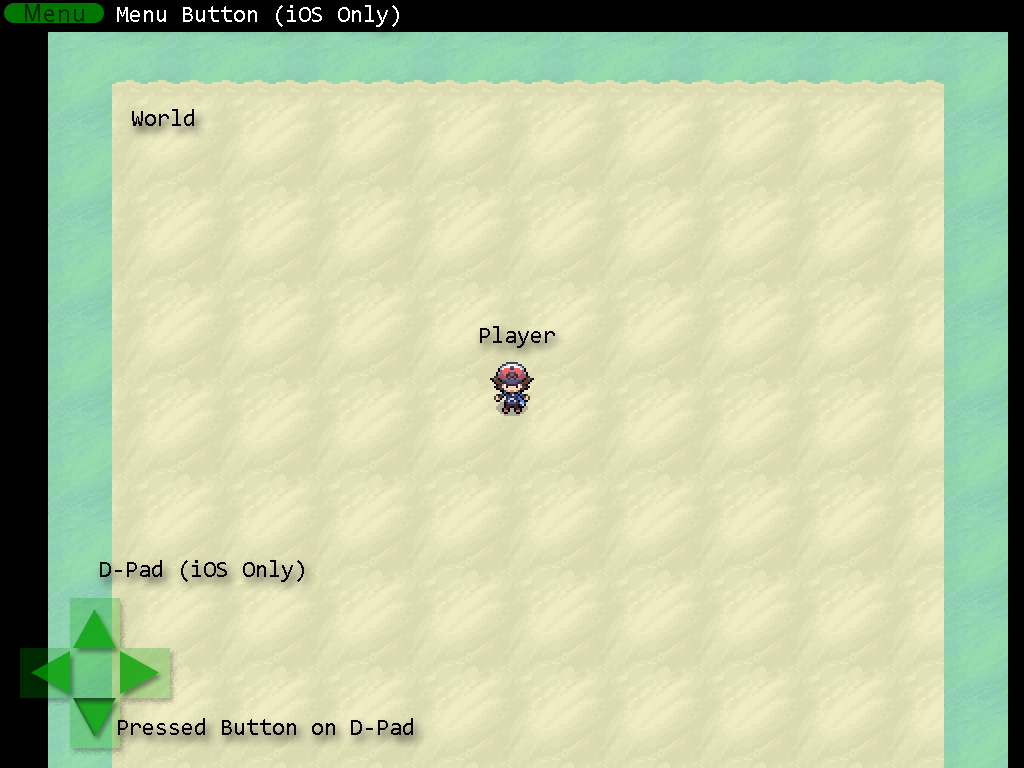 Menu Menu Button (iOS Only)
World
Player
D-Pad (iOS Only)
Pressed Button on D-Pad